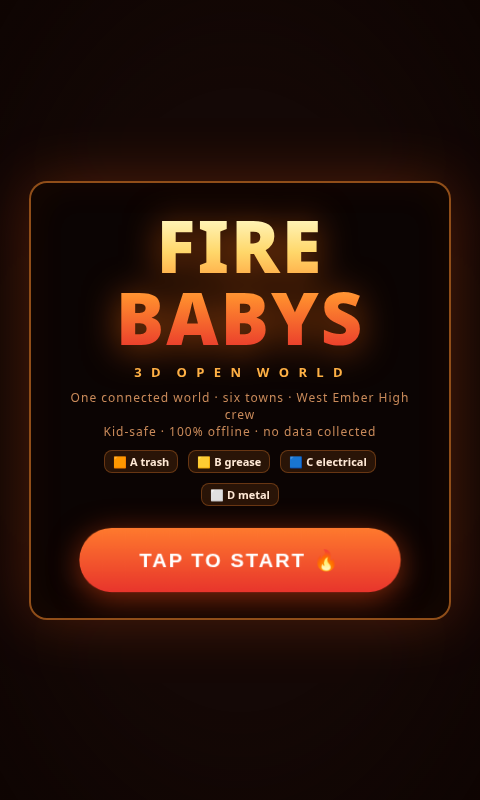 FIRE
BABYS
3D OPEN WORLD
One connected world · six towns · West Ember High
crew
Kid-safe · 100% offline · no data collected
🟧 A trash 🟨 B grease 🟦 C electrical
⬜ D metal
TAP TO START 🔥